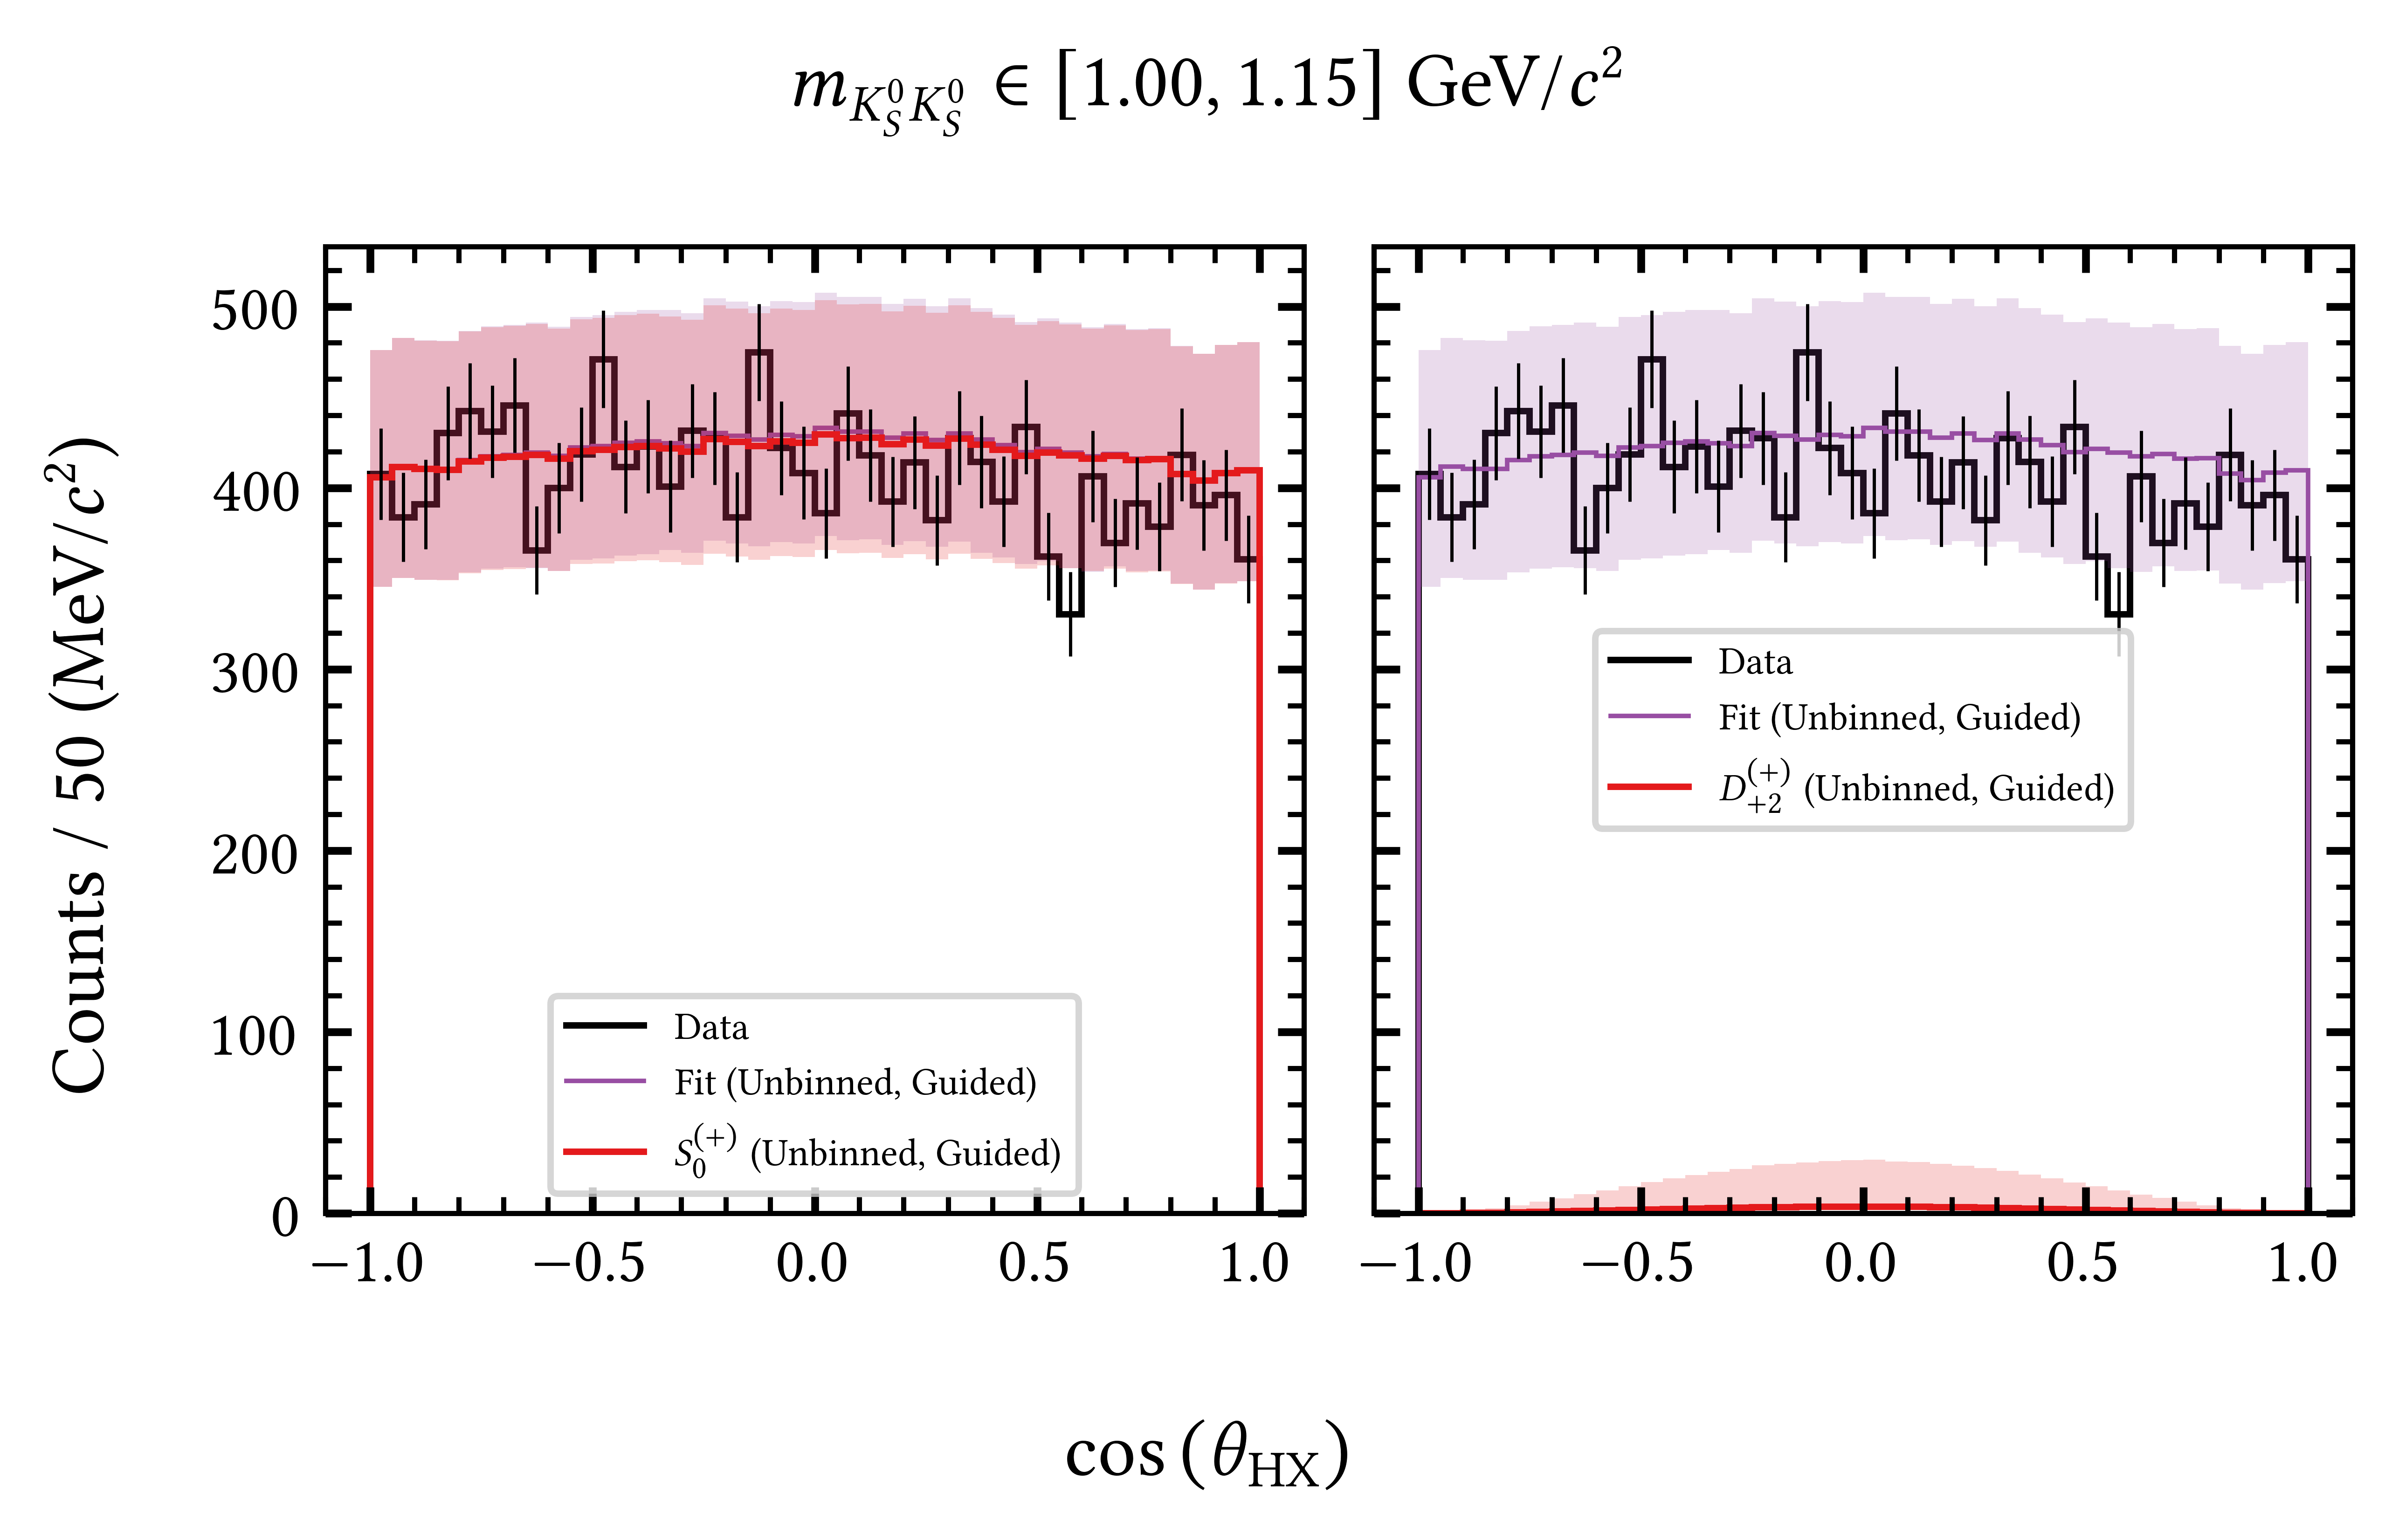 m_{K_S^0 K_S^0} ∈ [1.00, 1.15] GeV/c^2
Counts / 50 (MeV/c^2)
500
400
300
200
100
0
Data
Fit (Unbinned, Guided)
S_0^{(+)} (Unbinned, Guided)
−1.0 −0.5 0.0 0.5 1.0
Data
Fit (Unbinned, Guided)
D_{+2}^{(+)} (Unbinned, Guided)
−1.0 −0.5 0.0 0.5 1.0
cos (θ_{HX})